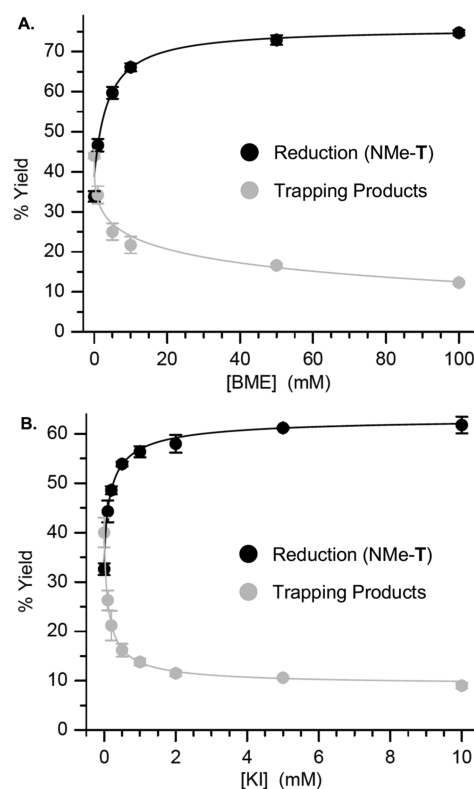 A.
% Yield
70
60
50
40
30
20
10
0
Reduction (NMe-T)
Trapping Products
0 20 40 60 80 100
[BME] (mM)
B.
% Yield
60
50
40
30
20
10
0
Reduction (NMe-T)
Trapping Products
0 2 4 6 8 10
[KI] (mM)